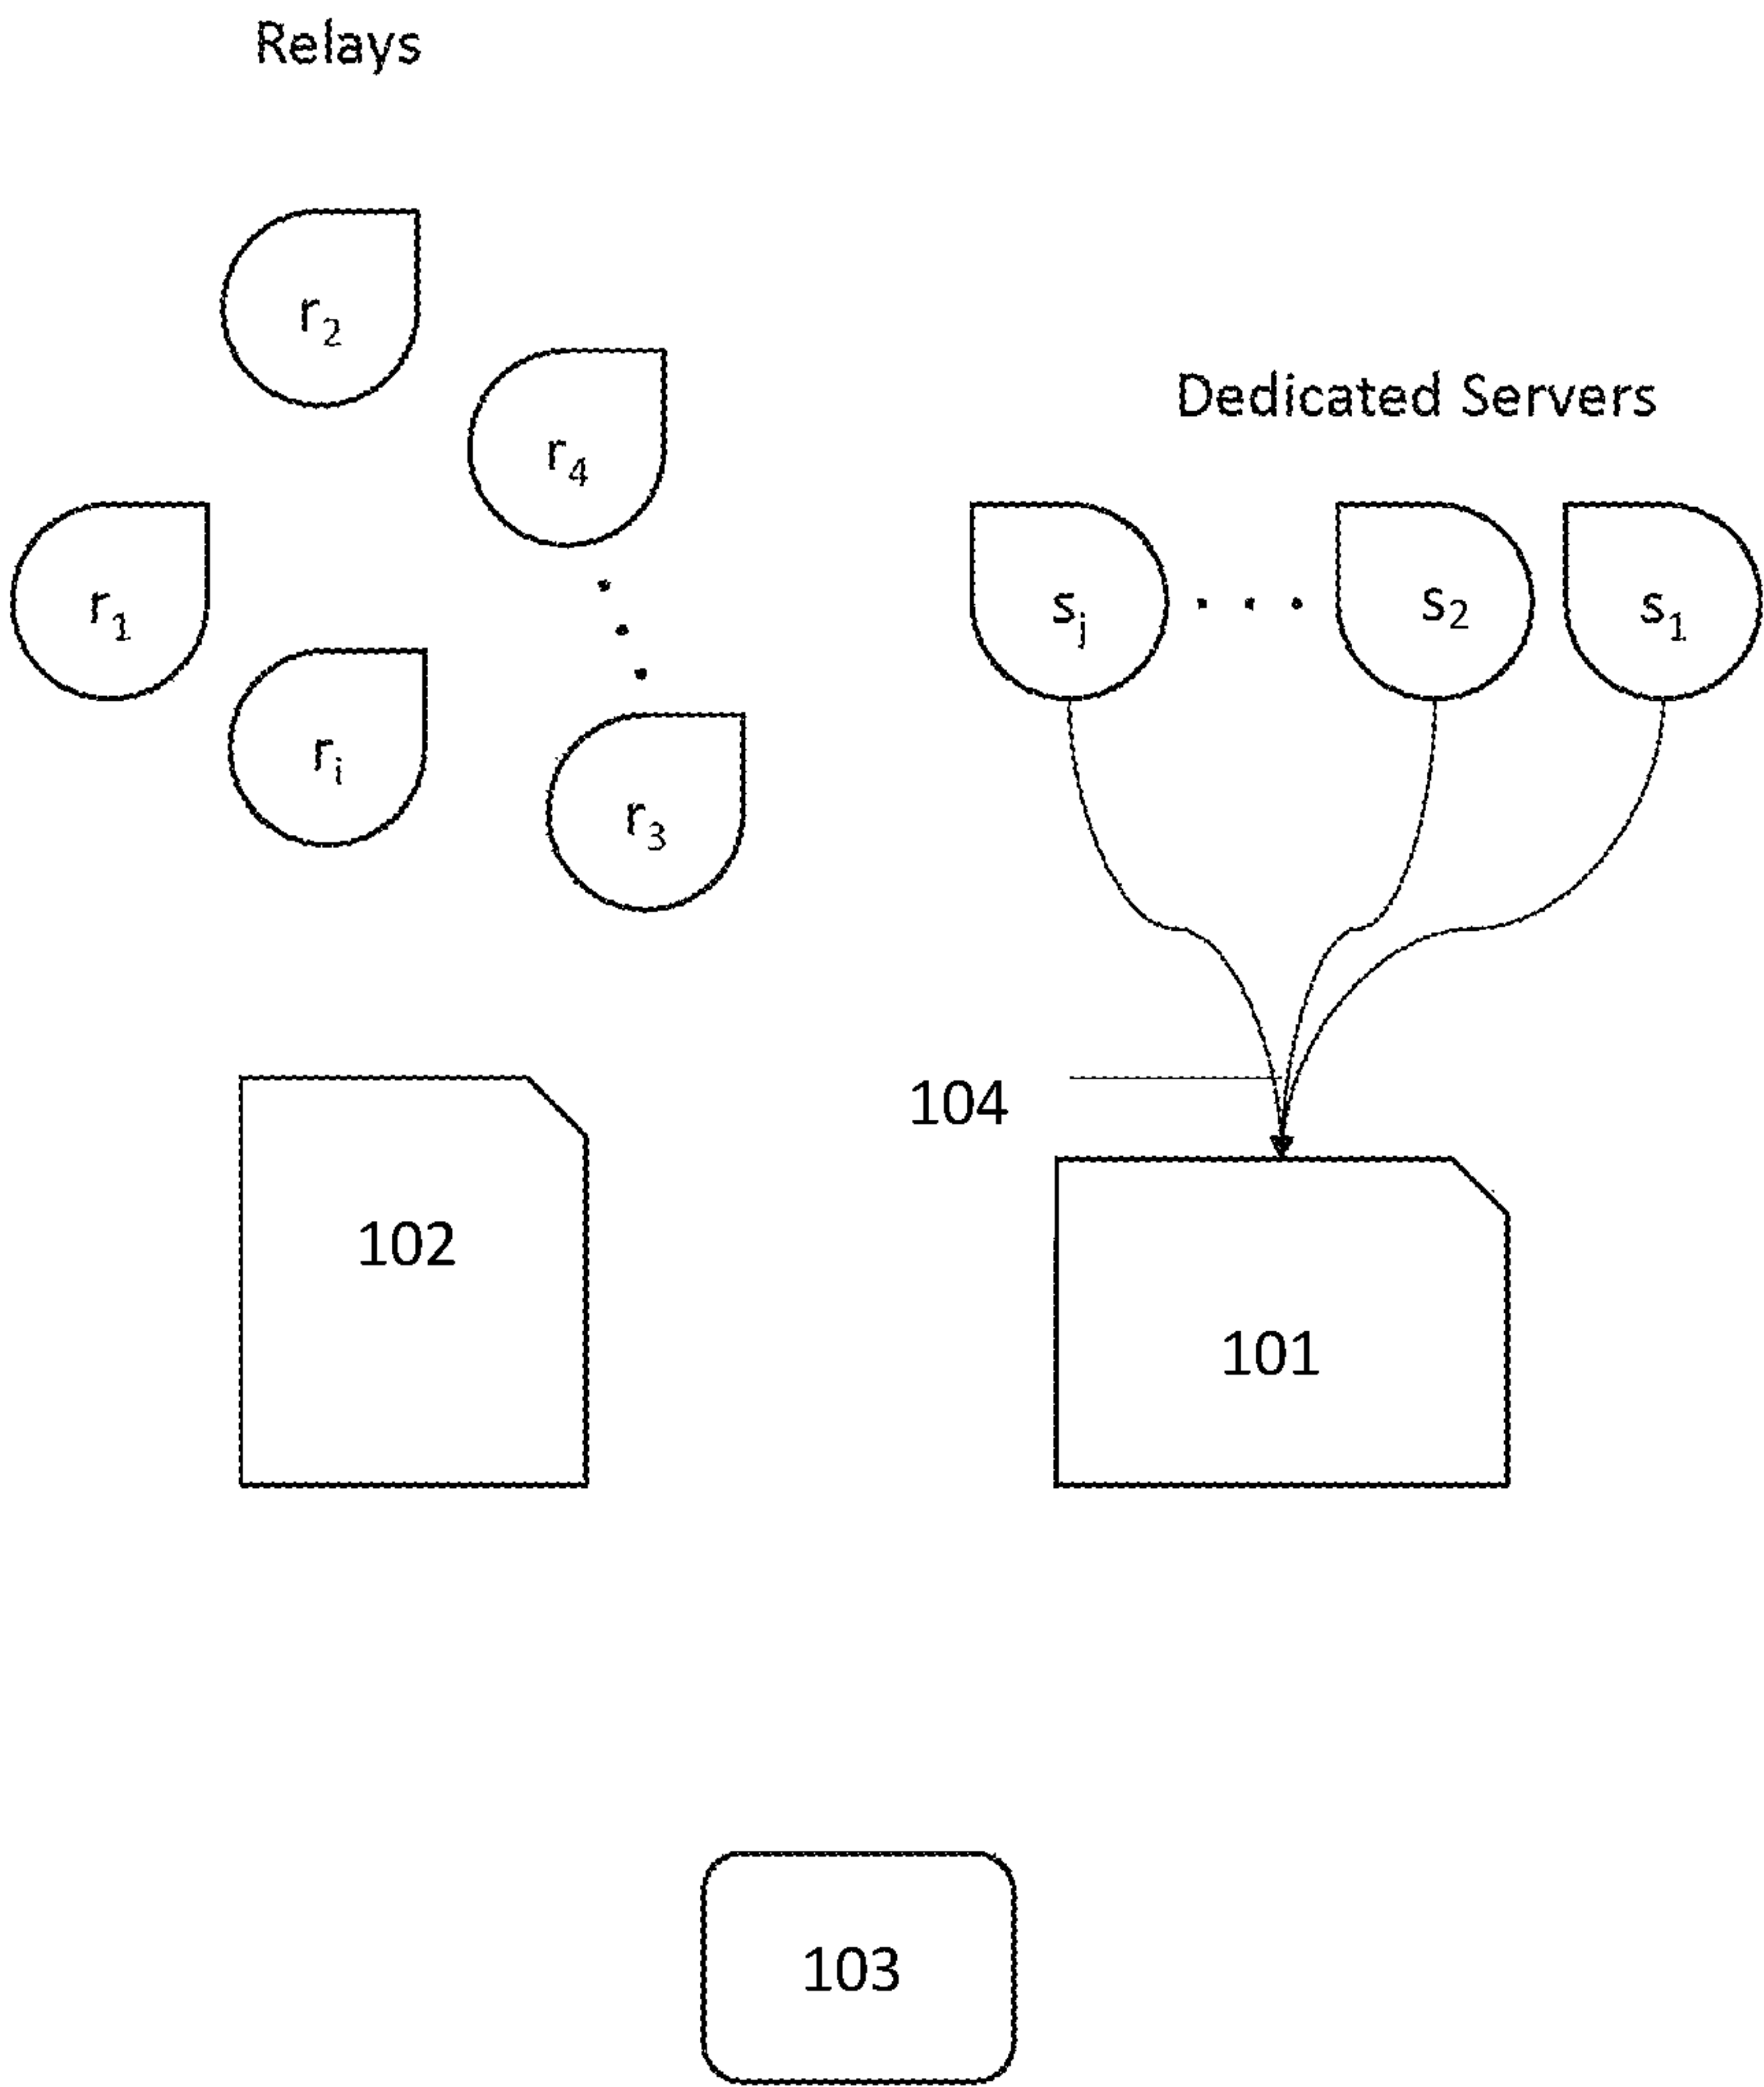 Relays
r2
r4
Dedicated Servers
r1
sj
s2
s1
ri
r3
104
102
101
103